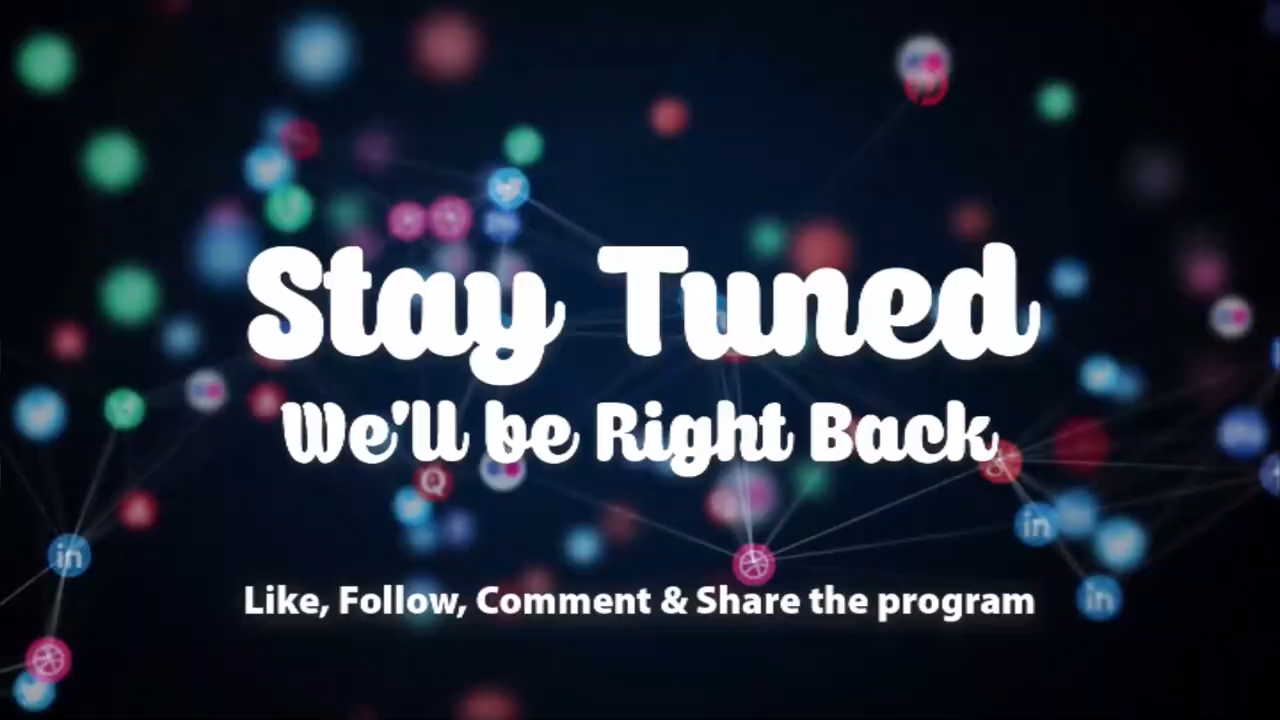 Stay Tuned
We'll be Right Back
Like, Follow, Comment & Share the program